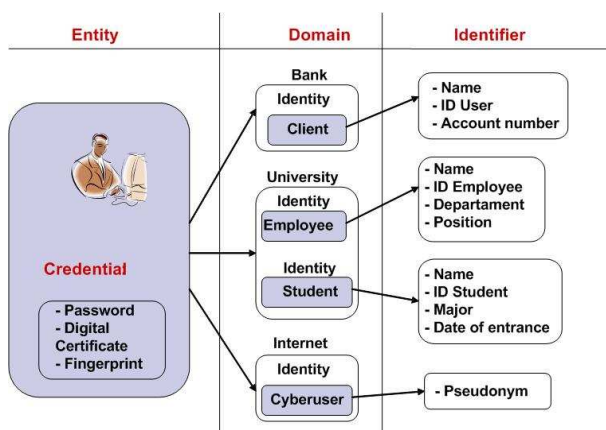 Entity
Domain
Identifier
Credential
- Password
- Digital
Certificate
- Fingerprint
Bank
Identity
Client
- Name
- ID User
- Account number
University
Identity
Employee
- Name
- ID Employee
- Departament
- Position
Identity
Student
- Name
- ID Student
- Major
- Date of entrance
Internet
Identity
Cyberuser
- Pseudonym